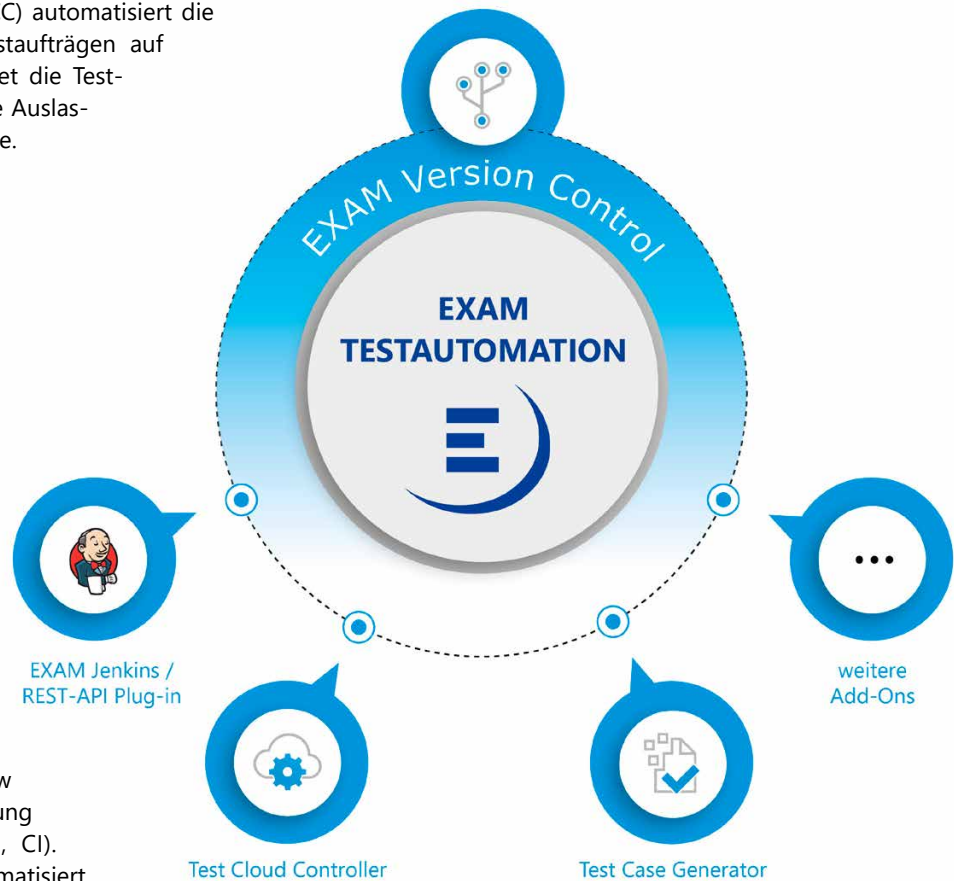 C) automatisiert die
staufträgen auf
et die Test-
e Auslas-
e.
EXAM Version Control
EXAM
TESTAUTOMATION
EXAM Jenkins /
REST-API Plug-in
weitere
Add-Ons
w
ung
, CI).
matisiert
Test Cloud Controller
Test Case Generator